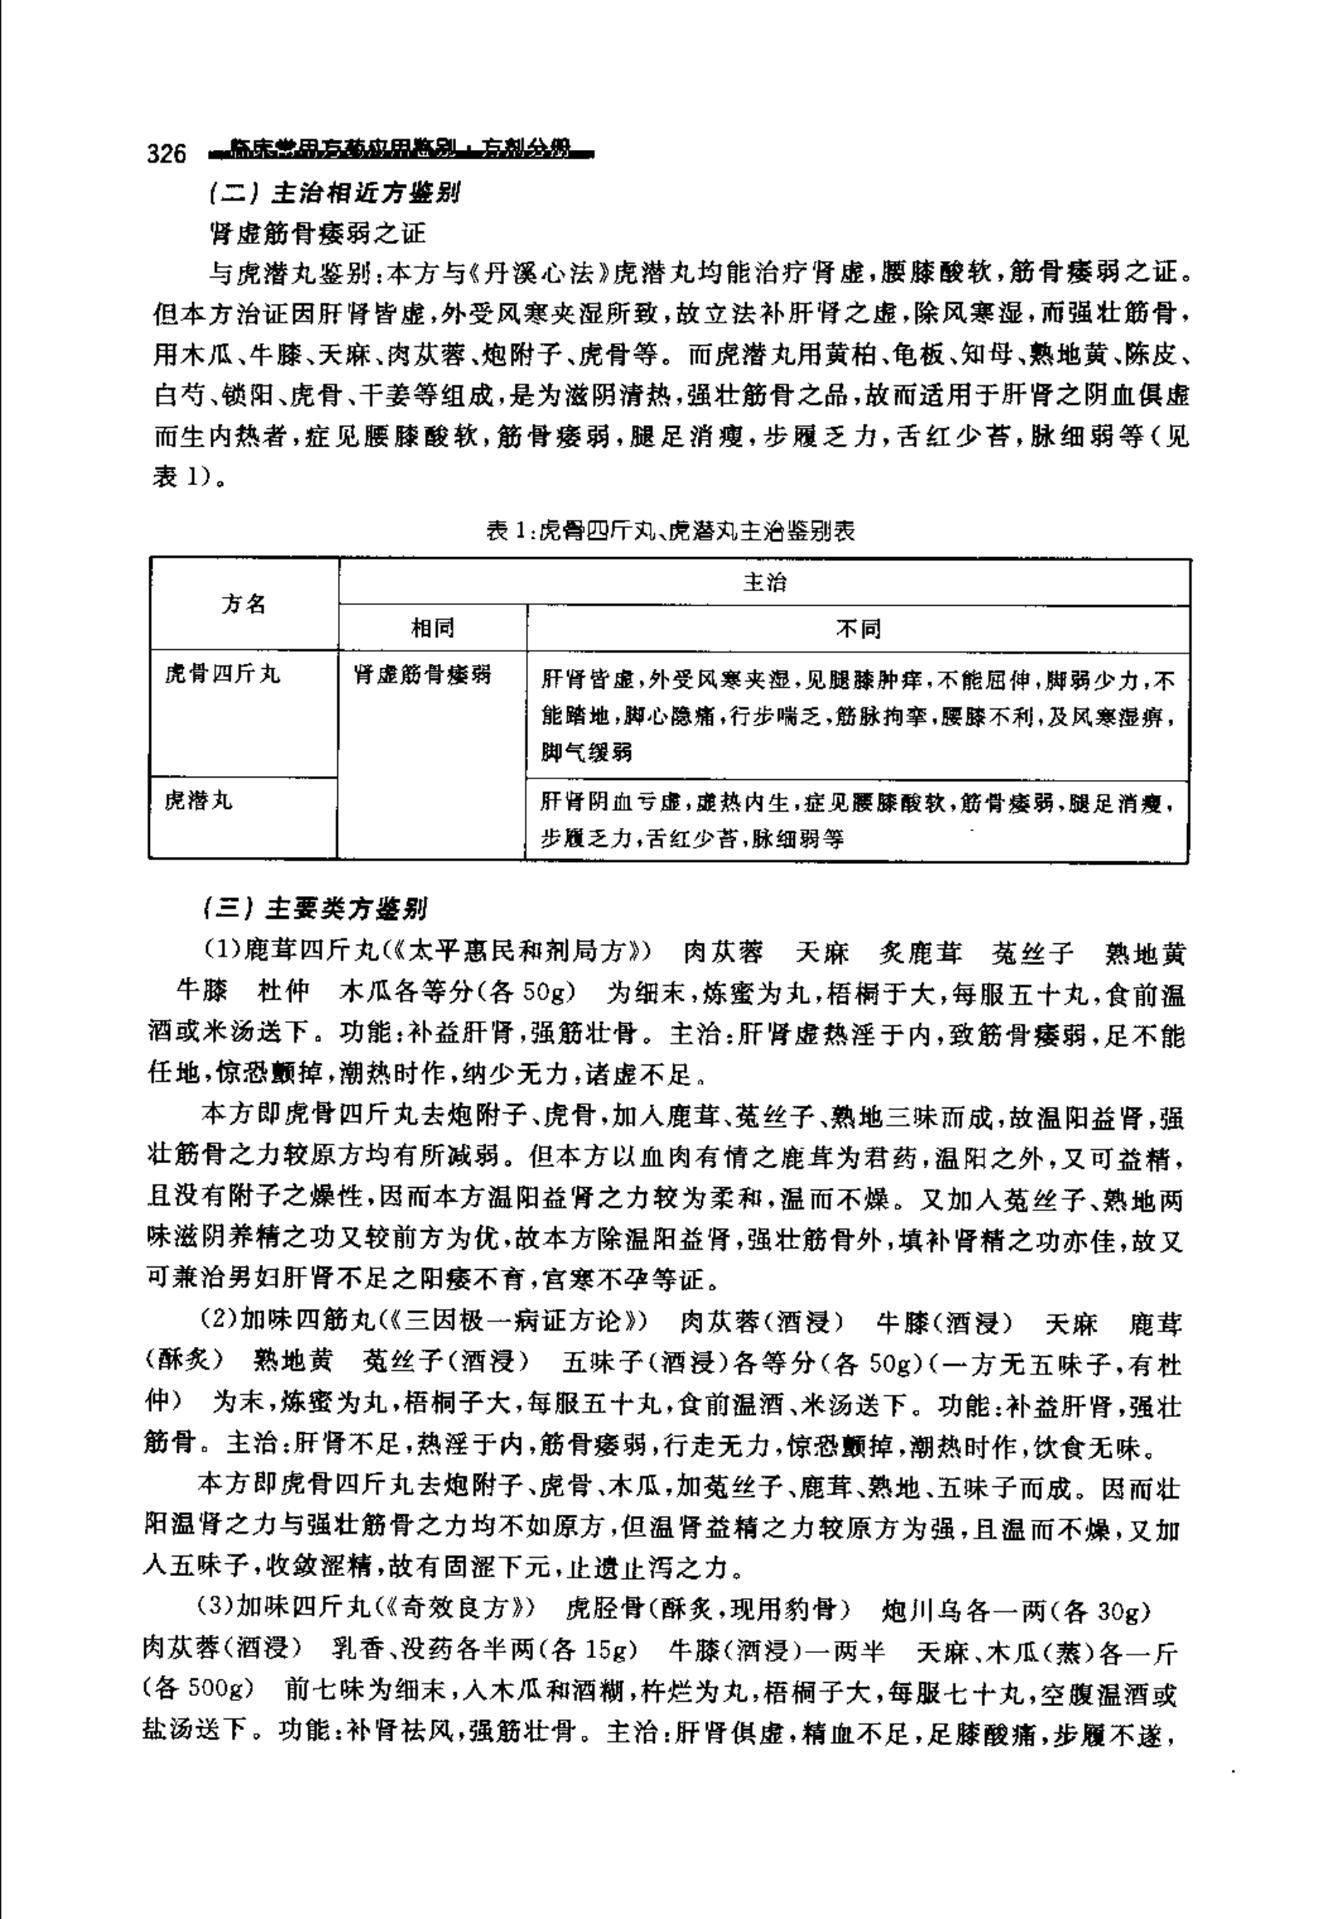 326 临床常用方药应用鉴别·方剂分册
(二)主治相近方鉴别
肾虚筋骨痿弱之证
与虎潜丸鉴别:本方与《丹溪心法》虎潜丸均能治疗肾虚,腰膝酸软,筋骨痿弱之证。
但本方治证因肝肾皆虚,外受风寒夹湿所致,故立法补肝肾之虚,除风寒湿,而强壮筋骨,
用木瓜、牛膝、天麻、肉苁蓉、炮附子、虎骨等。而虎潜丸用黄柏、龟板、知母、熟地黄、陈皮、
白芍、锁阳、虎骨、干姜等组成,是为滋阴清热,强壮筋骨之品,故而适用于肝肾之阴血俱虚
而生内热者,症见腰膝酸软,筋骨痿弱,腿足消瘦,步履乏力,舌红少苔,脉细弱等(见
表 1)。
表 1:虎骨四斤丸、虎潜丸主治鉴别表
方名
主治
相同
不同
虎骨四斤丸
肾虚筋骨痿弱
肝肾皆虚,外受风寒夹湿,见腿膝肿痒,不能屈伸,脚弱少力,不
能踏地,脚心隐痛,行步喘乏,筋脉拘挛,腰膝不利,及风寒湿痹,
脚气缓弱
虎潜丸
肝肾阴血亏虚,虚热内生,症见腰膝酸软,筋骨痿弱,腿足消瘦,
步履乏力,舌红少苔,脉细弱等
(三)主要类方鉴别
(1)鹿茸四斤丸(《太平惠民和剂局方》) 肉苁蓉 天麻 炙鹿茸 菟丝子 熟地黄
牛膝 杜仲 木瓜各等分(各 50g) 为细末,炼蜜为丸,梧桐于大,每服五十丸,食前温
酒或米汤送下。功能:补益肝肾,强筋壮骨。主治:肝肾虚热淫于内,致筋骨痿弱,足不能
任地,惊恐颤掉,潮热时作,纳少无力,诸虚不足。
本方即虎骨四斤丸去炮附子、虎骨,加入鹿茸、菟丝子、熟地三味而成,故温阳益肾,强
壮筋骨之力较原方均有所减弱。但本方以血肉有情之鹿茸为君药,温阳之外,又可益精,
且没有附子之燥性,因而本方温阳益肾之力较为柔和,温而不燥。又加入菟丝子、熟地两
味滋阴养精之功又较前方为优,故本方除温阳益肾,强壮筋骨外,填补肾精之功亦佳,故又
可兼治男妇肝肾不足之阳痿不育,宫寒不孕等证。
(2)加味四筋丸(《三因极一病证方论》) 肉苁蓉(酒浸) 牛膝(酒浸) 天麻 鹿茸
(酥炙) 熟地黄 菟丝子(酒浸) 五味子(酒浸)各等分(各 50g)(一方无五味子,有杜
仲) 为末,炼蜜为丸,梧桐子大,每服五十丸,食前温酒、米汤送下。功能:补益肝肾,强壮
筋骨。主治:肝肾不足,热淫于内,筋骨痿弱,行走无力,惊恐颤掉,潮热时作,饮食无味。
本方即虎骨四斤丸去炮附子、虎骨、木瓜,加菟丝子、鹿茸、熟地、五味子而成。因而壮
阳温肾之力与强壮筋骨之力均不如原方,但温肾益精之力较原方为强,且温而不燥,又加
入五味子,收敛涩精,故有固涩下元,止遗止泻之力。
(3)加味四斤丸(《奇效良方》) 虎胫骨(酥炙,现用豹骨) 炮川乌各一两(各 30g)
肉苁蓉(酒浸) 乳香、没药各半两(各 15g) 牛膝(酒浸)一两半 天麻、木瓜(蒸)各一斤
(各 500g) 前七味为细末,入木瓜和酒糊,杵烂为丸,梧桐子大,每服七十丸,空腹温酒或
盐汤送下。功能:补肾祛风,强筋壮骨。主治:肝肾俱虚,精血不足,足膝酸痛,步履不遂,